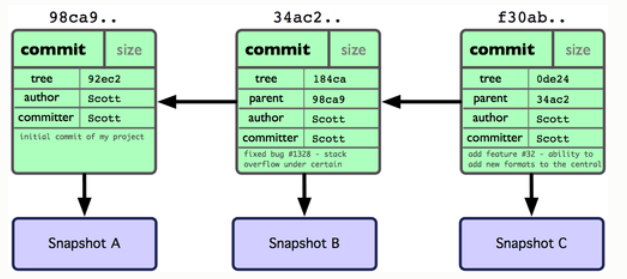 98ca9..
commit size
tree 92ec2
author Scott
committer Scott
initial commit of my project
Snapshot A
34ac2..
commit size
tree 184ca
parent 98ca9
author Scott
committer Scott
fixed bug #1328 - stack
overflow under certain
Snapshot B
f30ab..
commit size
tree 0de24
parent 34ac2
author Scott
committer Scott
add feature #32 - ability to
add new formats to the central
Snapshot C